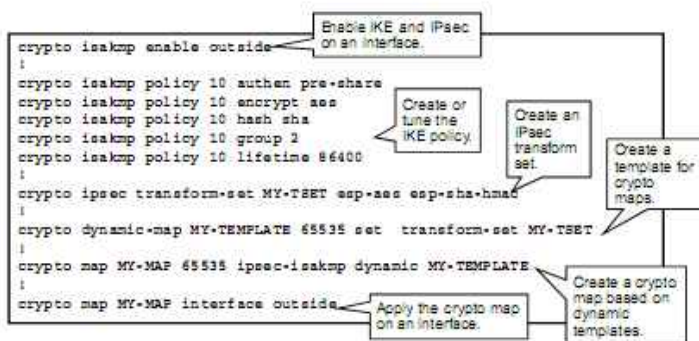 Enable IKE and IPsec
on an interface.
crypto isakmp enable outside
!
crypto isakmp policy 10 authen pre-share
crypto isakmp policy 10 encrypt aes
crypto isakmp policy 10 hash sha
crypto isakmp policy 10 group 2
crypto isakmp policy 10 lifetime 86400
Create or
tune the
IKE policy.
!
Create an
IPsec
transform
set.
crypto ipsec transform-set MY-TSET esp-aes esp-sha-hmac
!
Create a
template for
crypto
maps.
crypto dynamic-map MY-TEMPLATE 65535 set transform-set MY-TSET
!
crypto map MY-MAP 65535 ipsec-isakmp dynamic MY-TEMPLATE
!
Create a crypto
map based on
dynamic
templates.
crypto map MY-MAP interface outside
Apply the crypto map
on an interface.